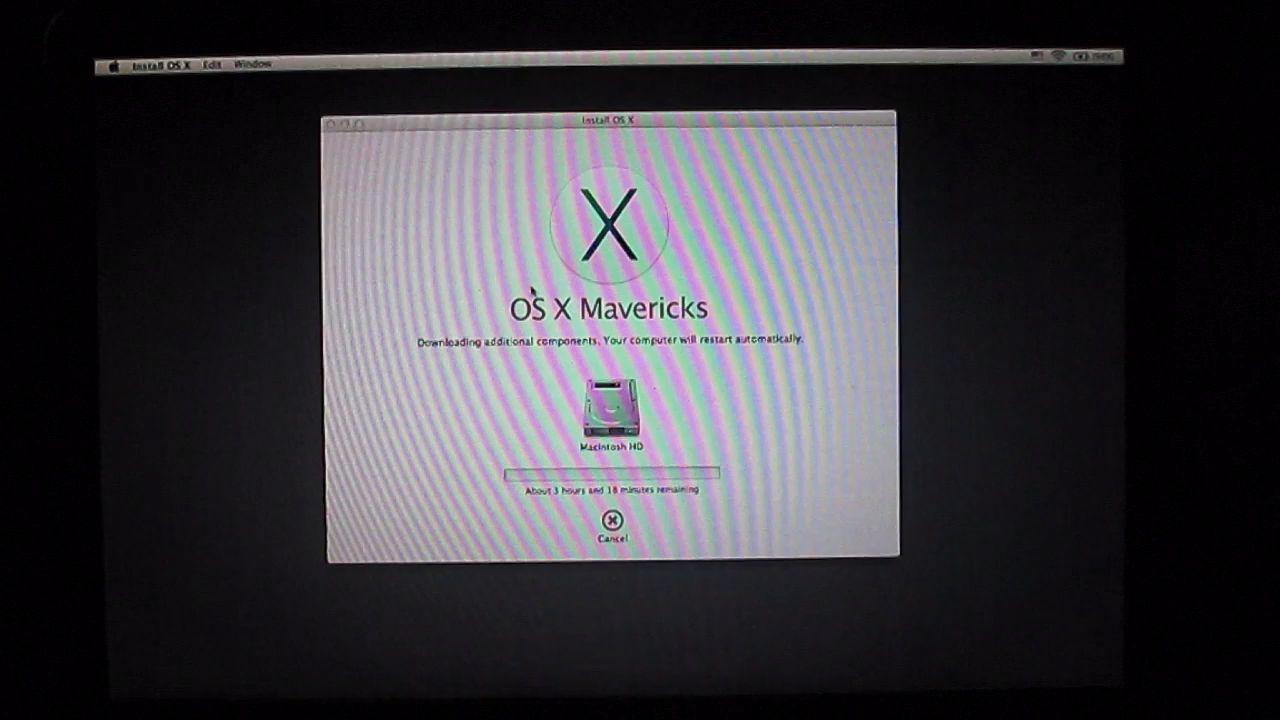 Install OS X Edit Window
Install OS X
X
OS X Mavericks
Downloading additional components. Your computer will restart automatically.
Macintosh HD
About 3 hours and 18 minutes remaining
Cancel